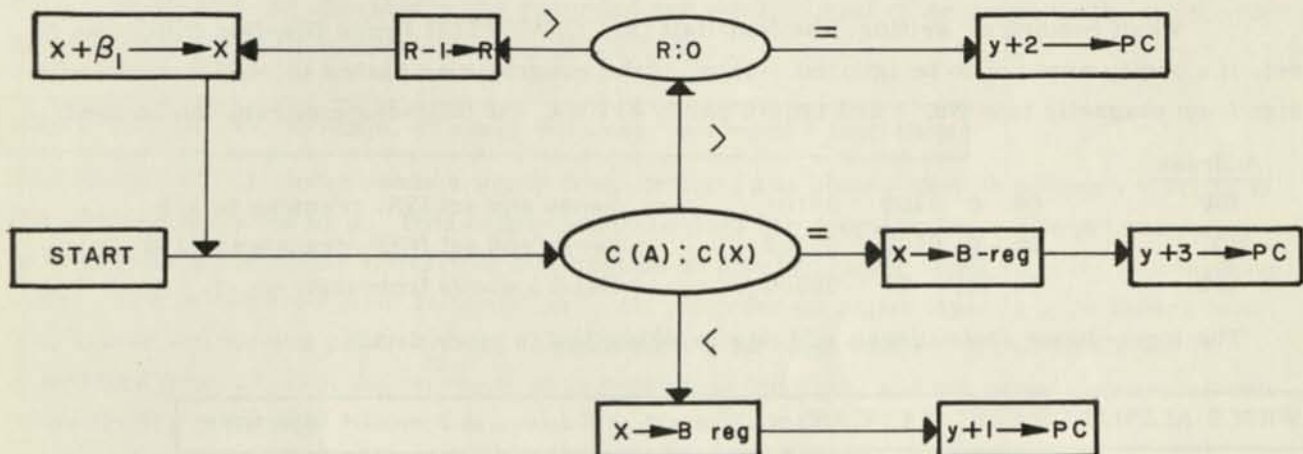 X + β₁ → X
R-1 → R
>
R:0
=
y+2 → PC
>
START
C(A) : C(X)
=
X → B-reg
y+3 → PC
<
X → B reg
y+1 → PC